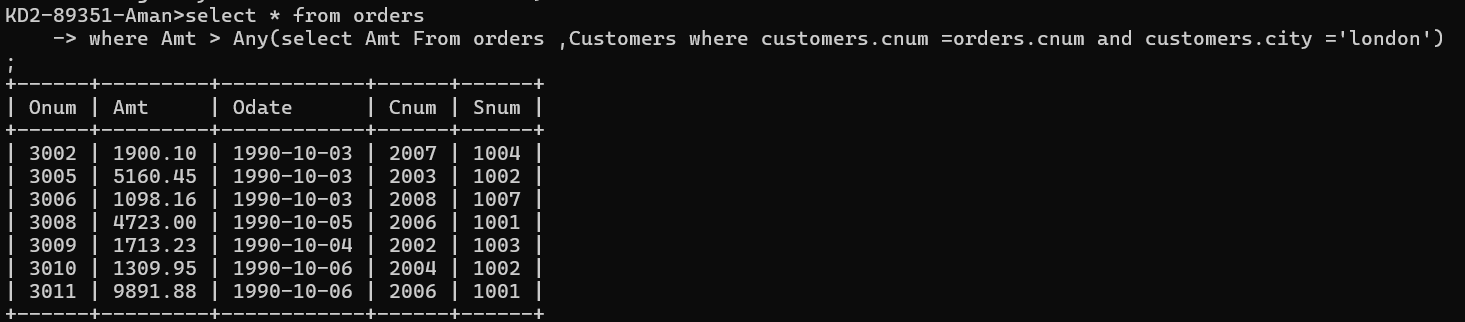 KD2-89351-Aman>select * from orders
    -> where Amt > Any(select Amt From orders ,Customers where customers.cnum =orders.cnum and customers.city ='london')
;
+------+---------+------------+------+------+
| Onum | Amt     | Odate      | Cnum | Snum |
+------+---------+------------+------+------+
| 3002 | 1900.10 | 1990-10-03 | 2007 | 1004 |
| 3005 | 5160.45 | 1990-10-03 | 2003 | 1002 |
| 3006 | 1098.16 | 1990-10-03 | 2008 | 1007 |
| 3008 | 4723.00 | 1990-10-05 | 2006 | 1001 |
| 3009 | 1713.23 | 1990-10-04 | 2002 | 1003 |
| 3010 | 1309.95 | 1990-10-06 | 2004 | 1002 |
| 3011 | 9891.88 | 1990-10-06 | 2006 | 1001 |
+------+---------+------------+------+------+